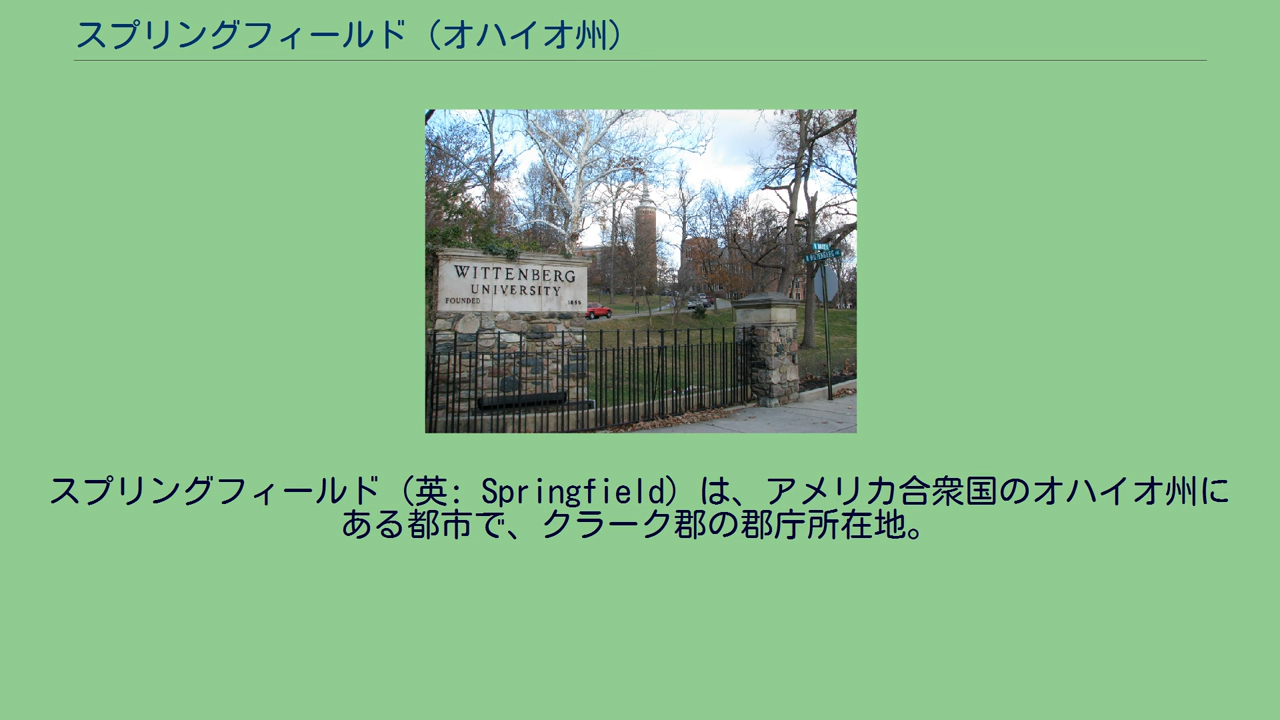 スプリングフィールド（オハイオ州）
WITTENBERG
UNIVERSITY
FOUNDED
スプリングフィールド（英: Springfield）は、アメリカ合衆国のオハイオ州に
ある都市で、クラーク郡の郡庁所在地。